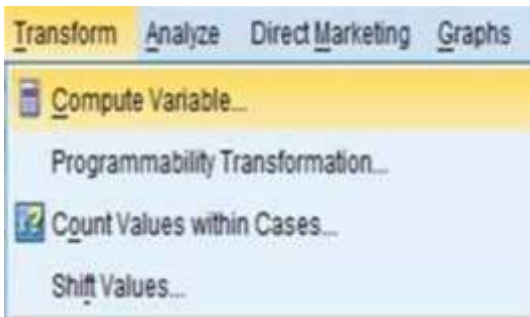 Transform Analyze Direct Marketing Graphs
Compute Variable...
Programmability Transformation...
Count Values within Cases...
Shift Values...